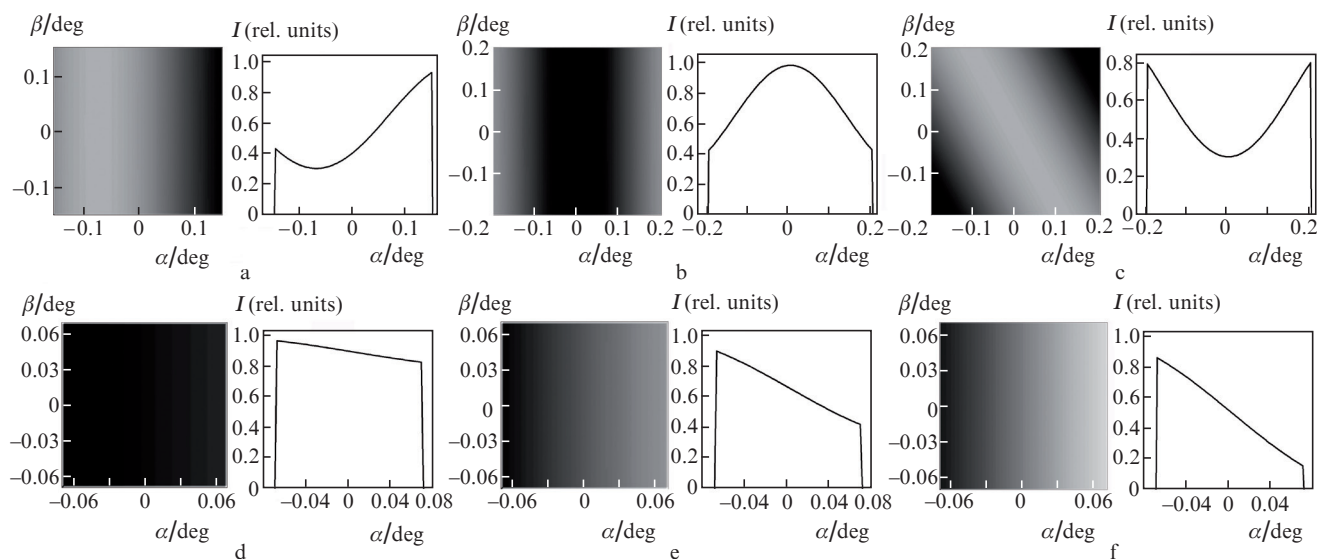 β/deg
I (rel. units)
β/deg
I (rel. units)
β/deg
I (rel. units)
0.1
0
−0.1
−0.1 0 0.1
α/deg
1.0
0.8
0.6
0.4
0.2
0
−0.1 0 0.1
α/deg
a
0.2
0.1
0
−0.1
−0.2
−0.1 0 0.1 0.2
α/deg
1.0
0.8
0.6
0.4
0.2
0
−0.2 0 0.2
α/deg
b
0.2
0.1
0
−0.1
−0.2
−0.1 0 0.1 0.2
α/deg
0.8
0.6
0.4
0.2
0
−0.2 0 0.2
α/deg
c
β/deg
I (rel. units)
β/deg
I (rel. units)
β/deg
I (rel. units)
0.06
0.03
0
−0.03
−0.06
−0.06 0 0.06
α/deg
1.0
0.8
0.6
0.4
0.2
0
−0.04 0 0.04 0.08
α/deg
d
0.06
0.03
0
−0.03
−0.06
−0.06 0 0.06
α/deg
1.0
0.8
0.6
0.4
0.2
0
−0.04 0 0.04 0.08
α/deg
e
0.06
0.03
0
−0.03
−0.06
−0.06 0 0.06
α/deg
1.0
0.8
0.6
0.4
0.2
0
−0.04 0 0.04
α/deg
f